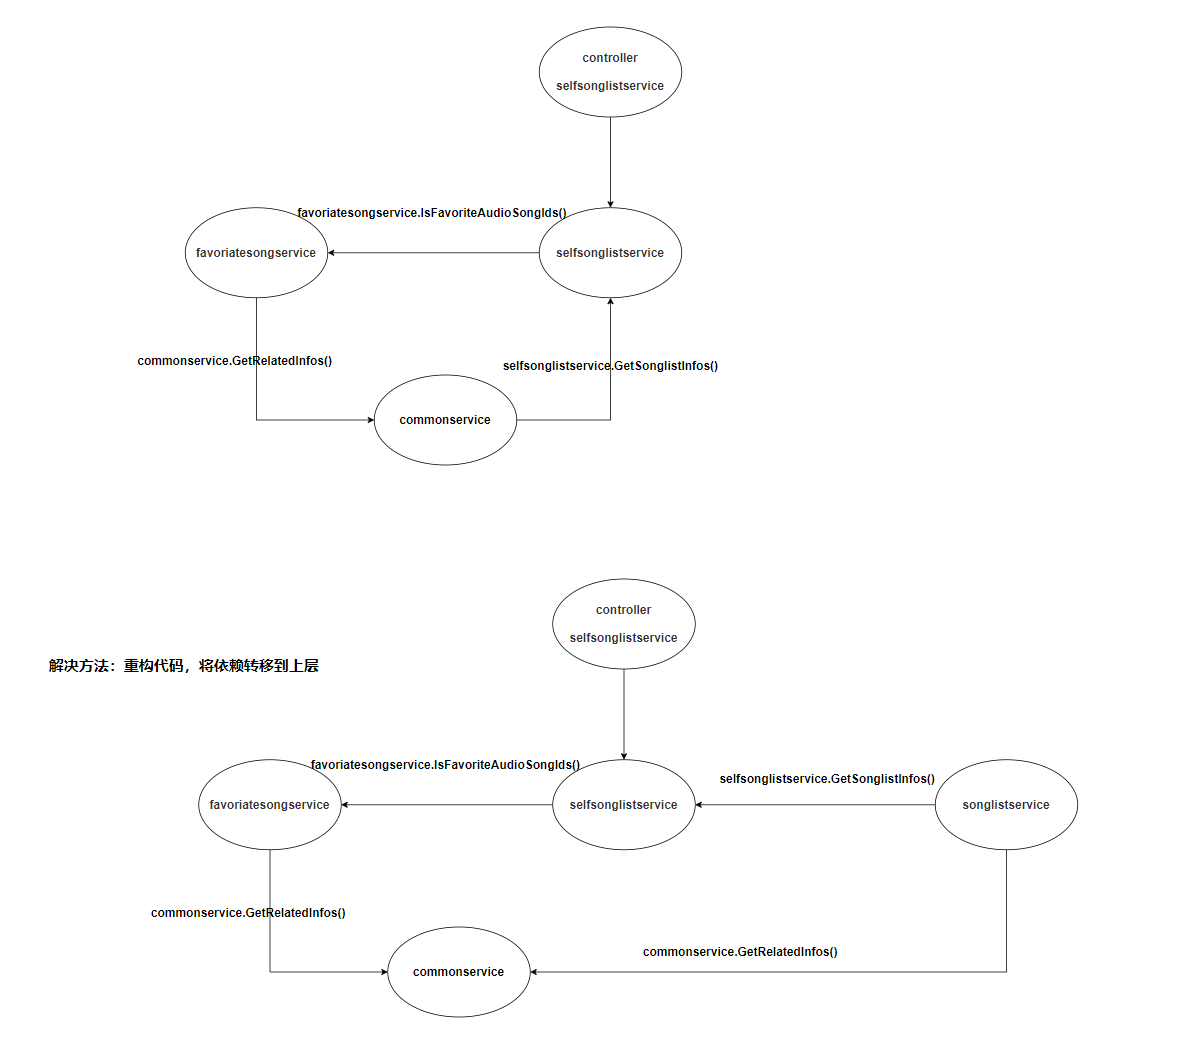 controller
selfsonglistservice
favoriatesongservice.IsFavoriteAudioSongIds()
favoriatesongservice
selfsonglistservice
commonservice.GetRelatedInfos()
selfsonglistservice.GetSonglistInfos()
commonservice
controller
selfsonglistservice
解决方法：重构代码，将依赖转移到上层
favoriatesongservice.IsFavoriteAudioSongIds()
selfsonglistservice.GetSonglistInfos()
favoriatesongservice
selfsonglistservice
songlistservice
commonservice.GetRelatedInfos()
commonservice.GetRelatedInfos()
commonservice